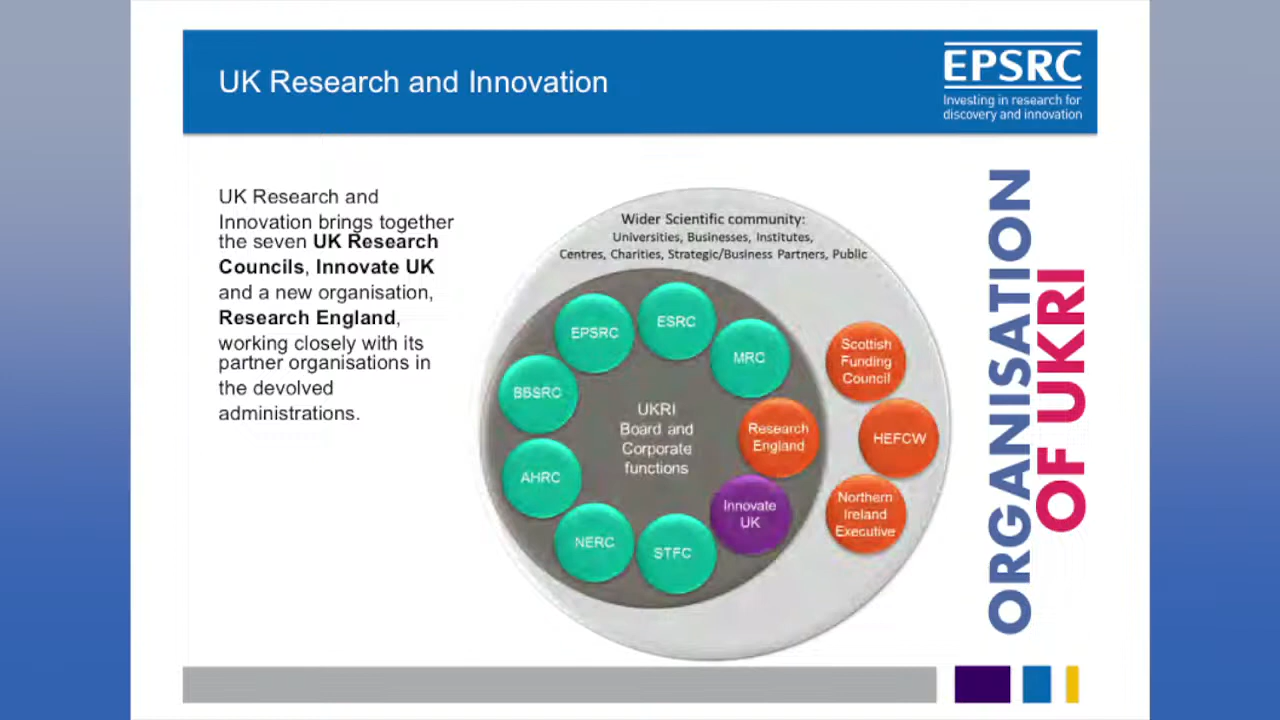 UK Research and Innovation
EPSRC
Investing in research for
discovery and innovation
UK Research and
Innovation brings together
the seven UK Research
Councils, Innovate UK
and a new organisation,
Research England,
working closely with its
partner organisations in
the devolved
administrations.
Wider Scientific community:
Universities, Businesses, Institutes,
Centres, Charities, Strategic/Business Partners, Public
EPSRC
ESRC
MRC
BBSRC
AHRC
NERC
STFC
UKRI
Board and
Corporate
functions
Research
England
Innovate
UK
Scottish
Funding
Council
HEFCW
Northern
Ireland
Executive
ORGANISATION
OF UKRI